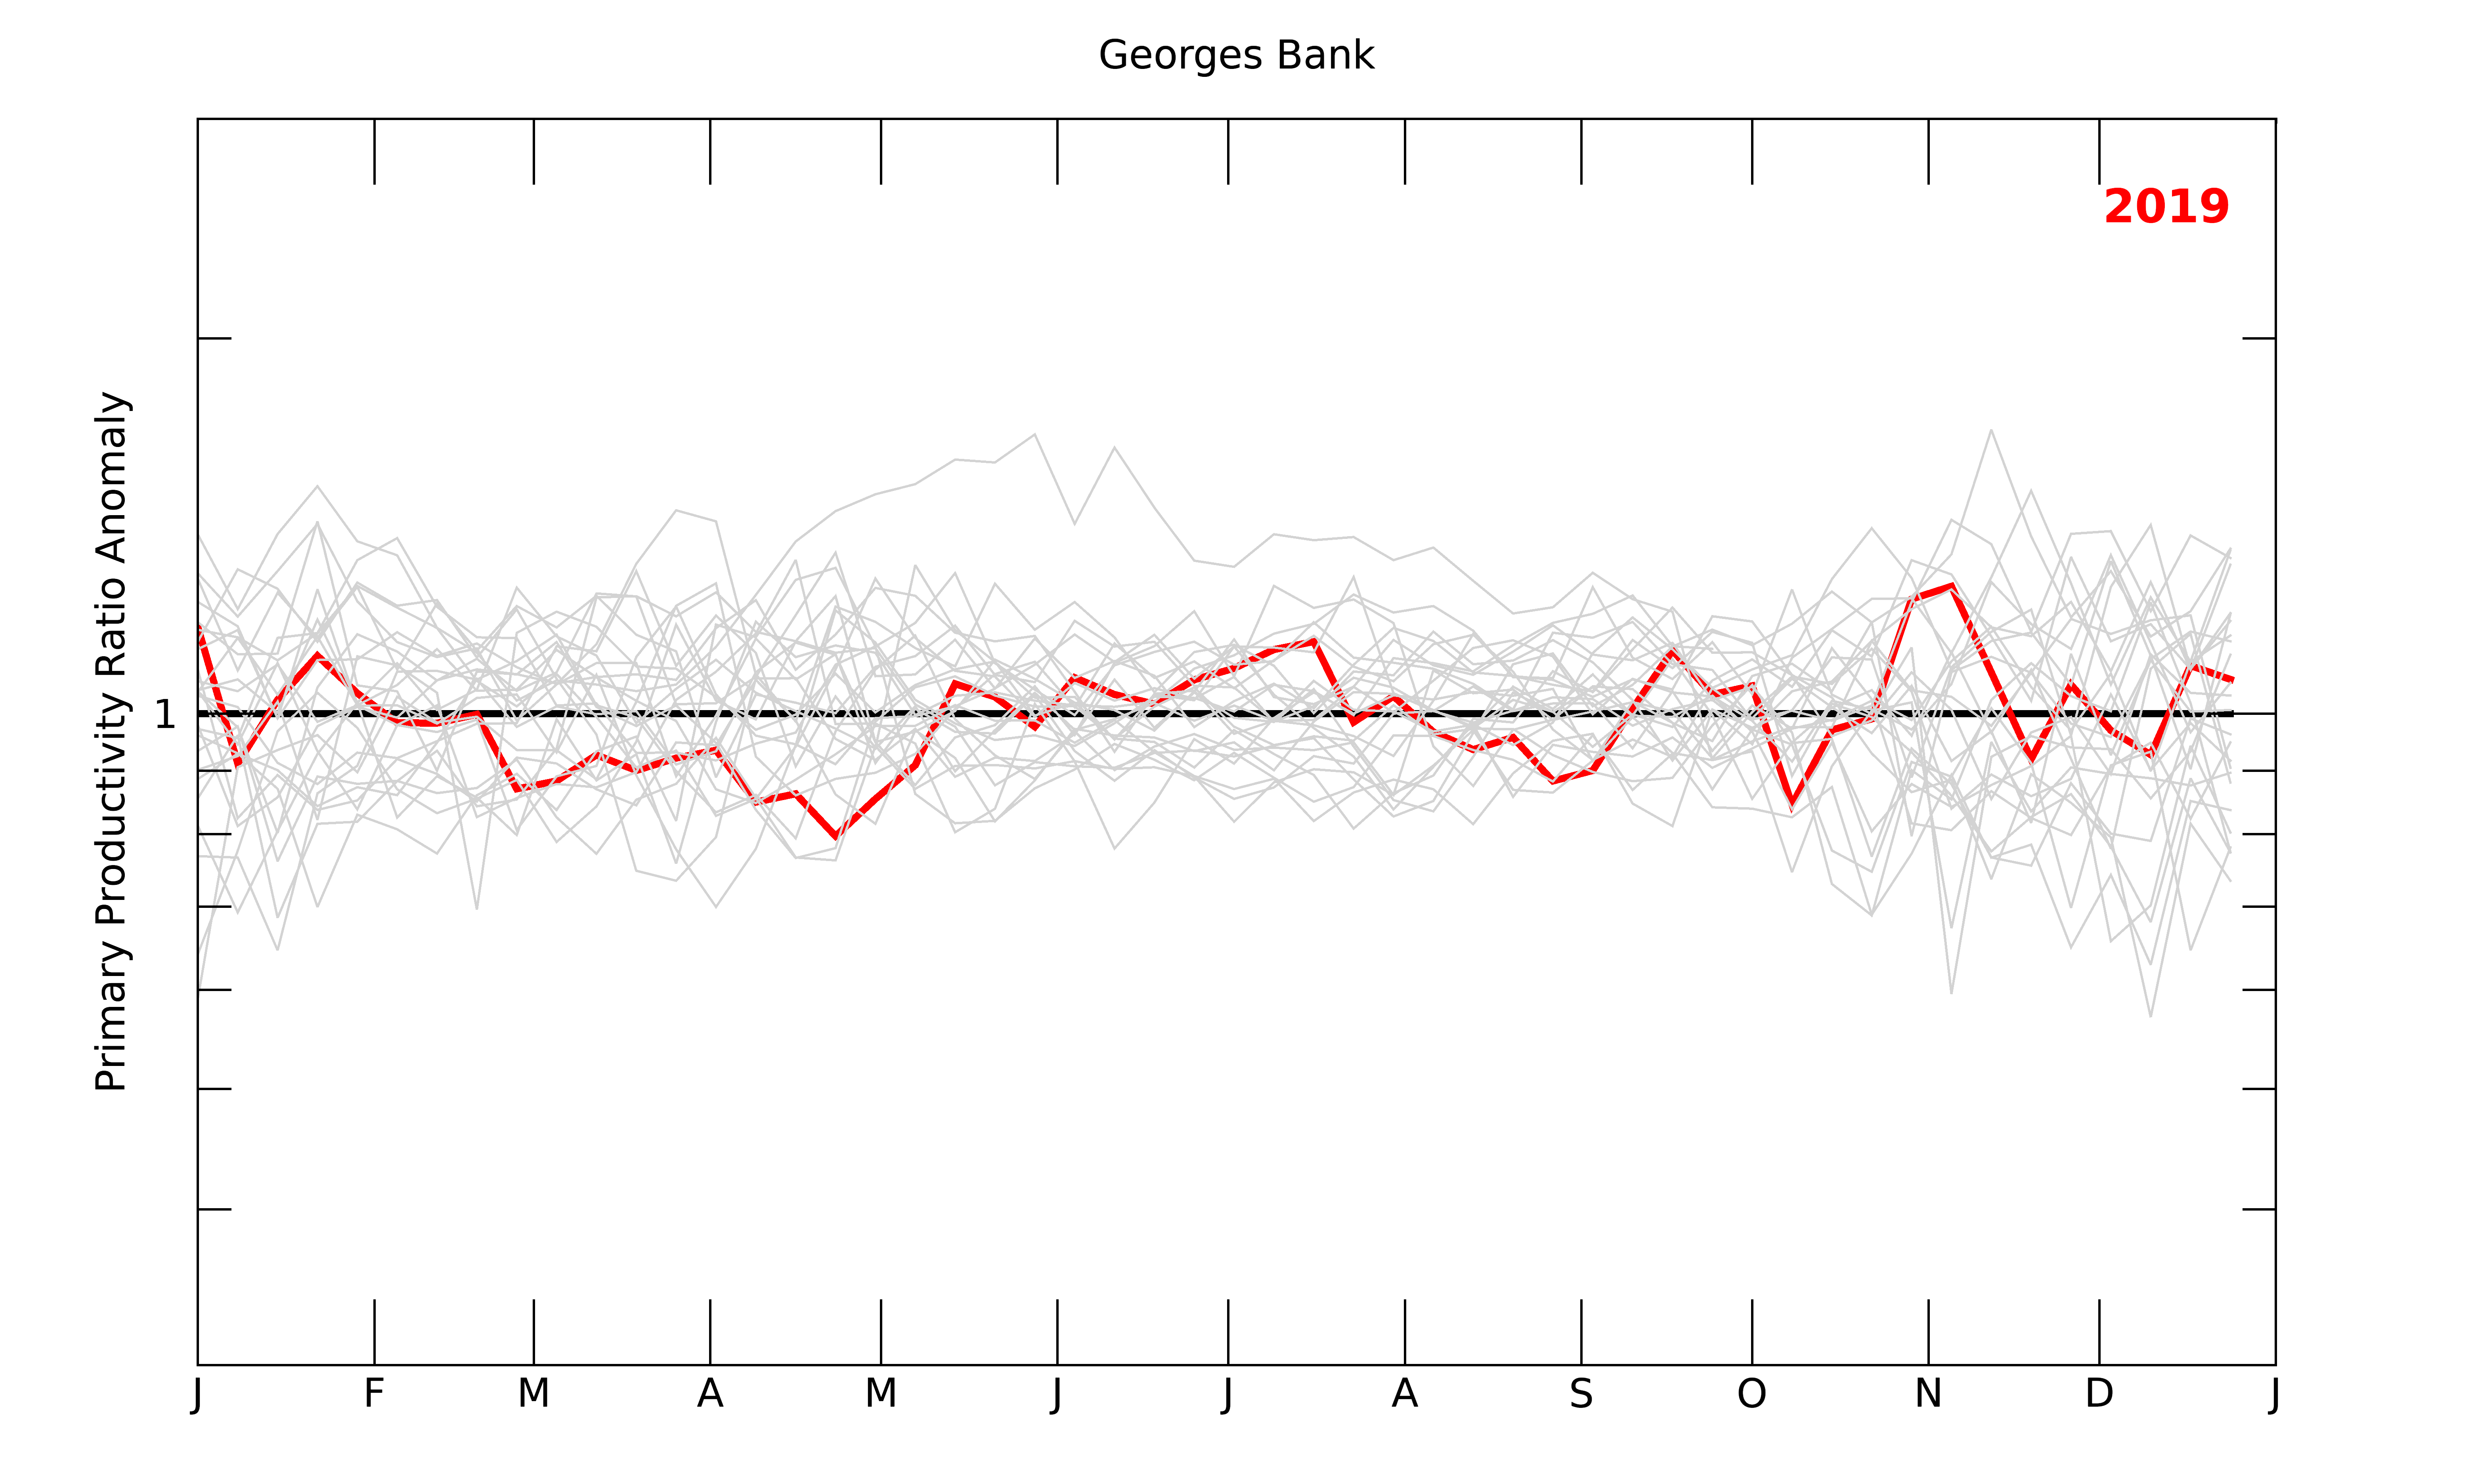 Georges Bank
2019
Primary Productivity Ratio Anomaly
1
J F M A M J J A S O N D J